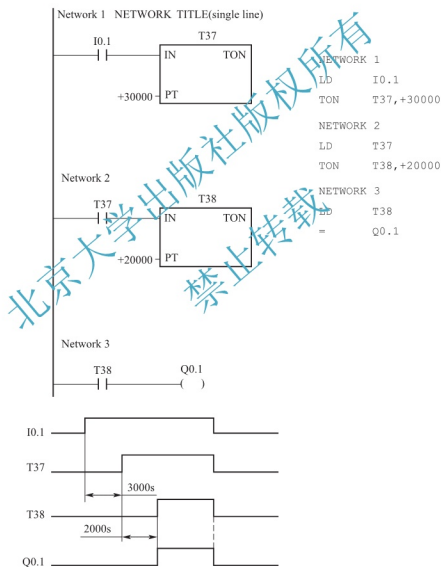 Network 1 NETWORK TITLE(single line)
I0.1
T37
IN TON
+30000 PT
Network 2
T37
T38
IN TON
+20000 PT
Network 3
T38
Q0.1
( )
NETWORK 1
LD I0.1
TON T37,+30000
NETWORK 2
LD T37
TON T38,+20000
NETWORK 3
LD T38
= Q0.1
I0.1
T37
3000s
T38
2000s
Q0.1
北京大学出版社版权所有
禁止转载